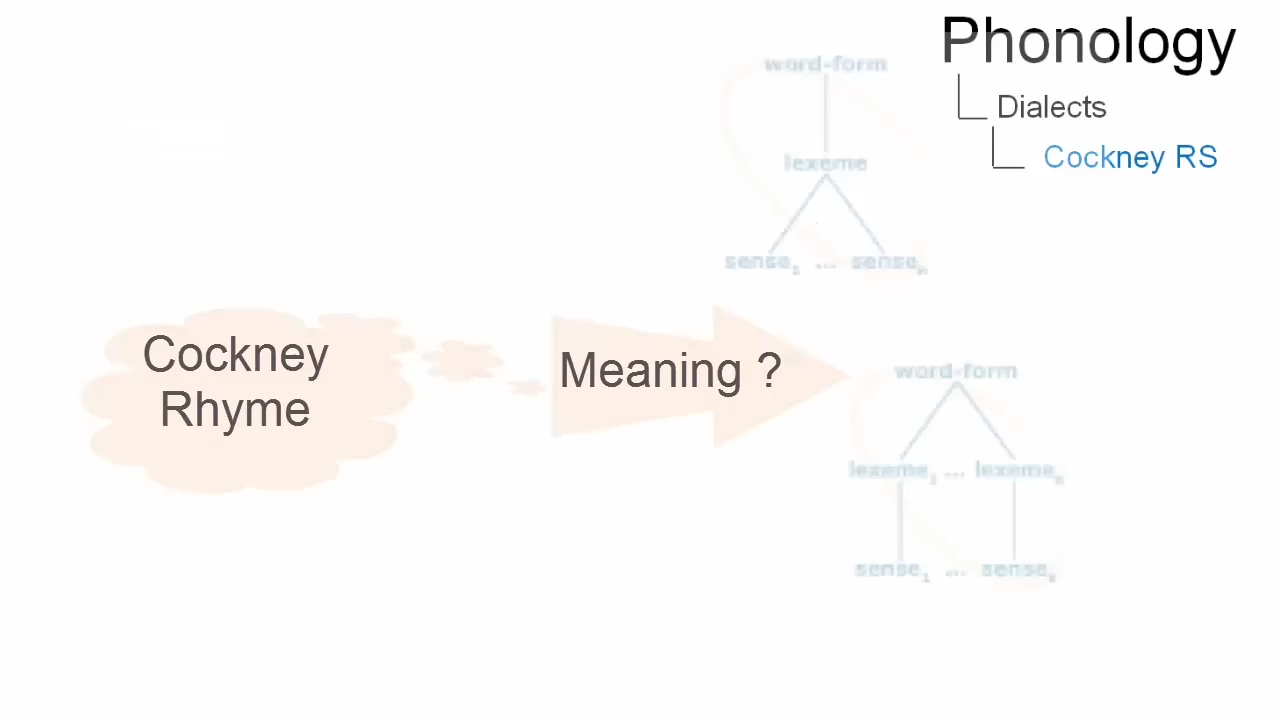 Phonology
Dialects
Cockney RS
word-form
lexeme
sense₁ ... senseₙ
Cockney
Rhyme
Meaning ?
word-form
lexeme₁ ... lexemeₙ
sense₁ ... senseₙ